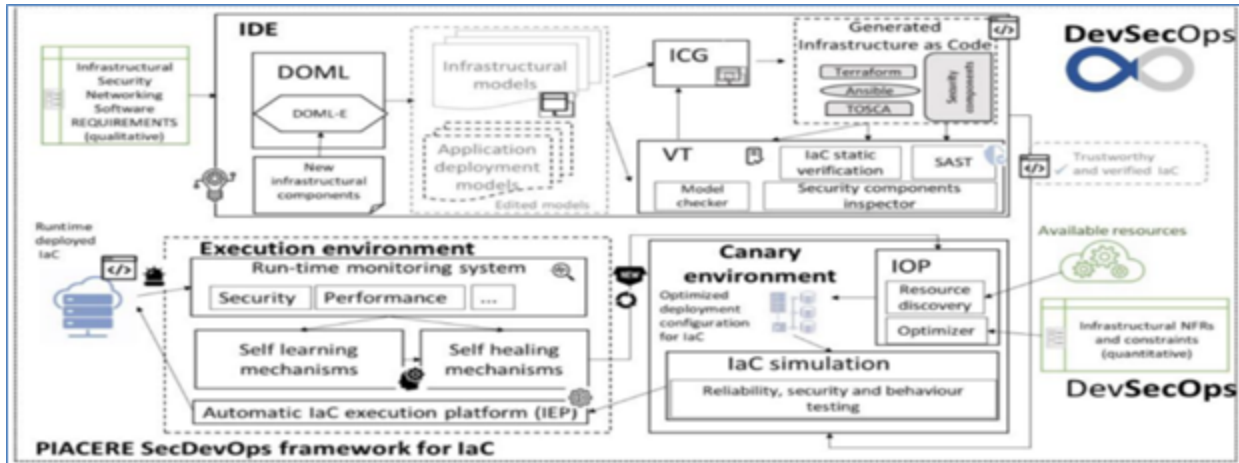 IDE
DevSecOps
Infrastructural
Security
Networking
Software
REQUIREMENTS
(qualitative)
DOML
DOML-E
New
infrastructural
components
Infrastructural
models
Application
deployment
models
Edited models
ICG
Generated
Infrastructure as Code
Terraform
Ansible
TOSCA
Security
components
VT
IaC static
verification
SAST
Model
checker
Security components
inspector
Trustworthy
and verified IaC
Runtime
deployed
IaC
Execution environment
Run-time monitoring system
Security
Performance
...
Self learning
mechanisms
Self healing
mechanisms
Automatic IaC execution platform (IEP)
Canary
environment
Optimized
deployment
configuration
for IaC
IOP
Resource
discovery
Optimizer
IaC simulation
Reliability, security and behaviour
testing
Available resources
Infrastructural NFRs
and constraints
(quantitative)
DevSecOps
PIACERE SecDevOps framework for IaC